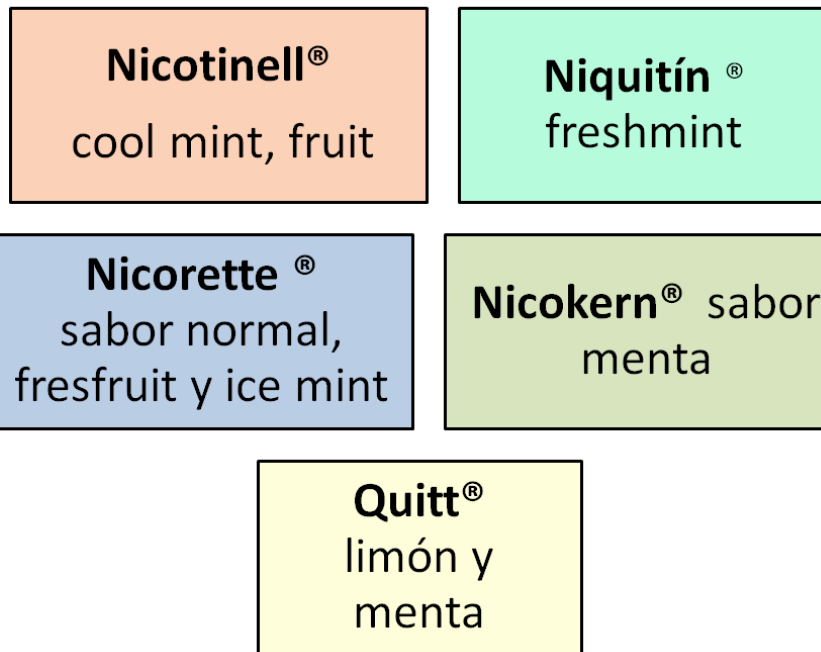 Nicotinell®
cool mint, fruit
Niquitín ®
freshmint
Nicorette ®
sabor normal,
fresfruit y ice mint
Nicokern® sabor
menta
Quitt®
limón y
menta